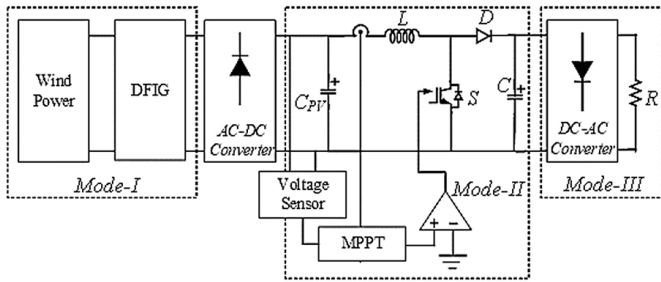 Wind
Power
DFIG
AC-DC
Converter
Mode-I
C_PV
L
D
S
C
Voltage
Sensor
MPPT
Mode-II
DC-AC
Converter
R
Mode-III